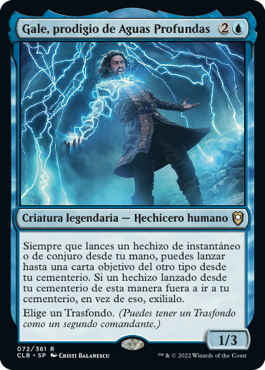 Gale, prodigio de Aguas Profundas 2
Criatura legendaria — Hechicero humano
Siempre que lances un hechizo de instantáneo
o de conjuro desde tu mano, puedes lanzar
hasta una carta objetivo del otro tipo desde
tu cementerio. Si un hechizo lanzado desde
tu cementerio de esta manera fuera a ir a tu
cementerio, en vez de eso, exílialo.
Elige un Trasfondo. (Puedes tener un Trasfondo
como un segundo comandante.)
1/3
072/361 R
CLB • SP Cristi Balanescu
™ & © 2022 Wizards of the Coast